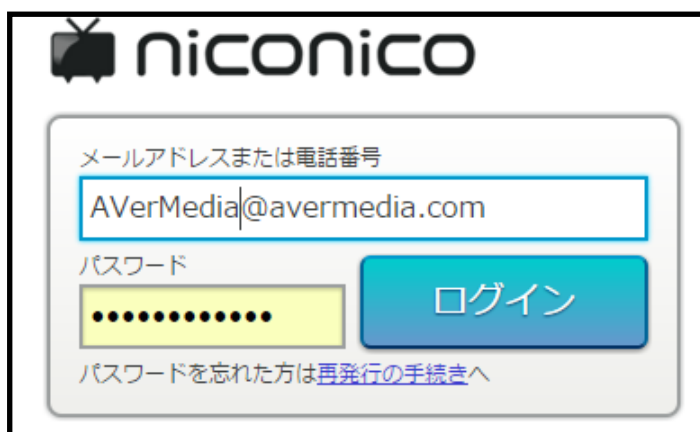 niconico
メールアドレスまたは電話番号
AVerMedia@avermedia.com
パスワード
••••••••••••
ログイン
パスワードを忘れた方は再発行の手続きへ